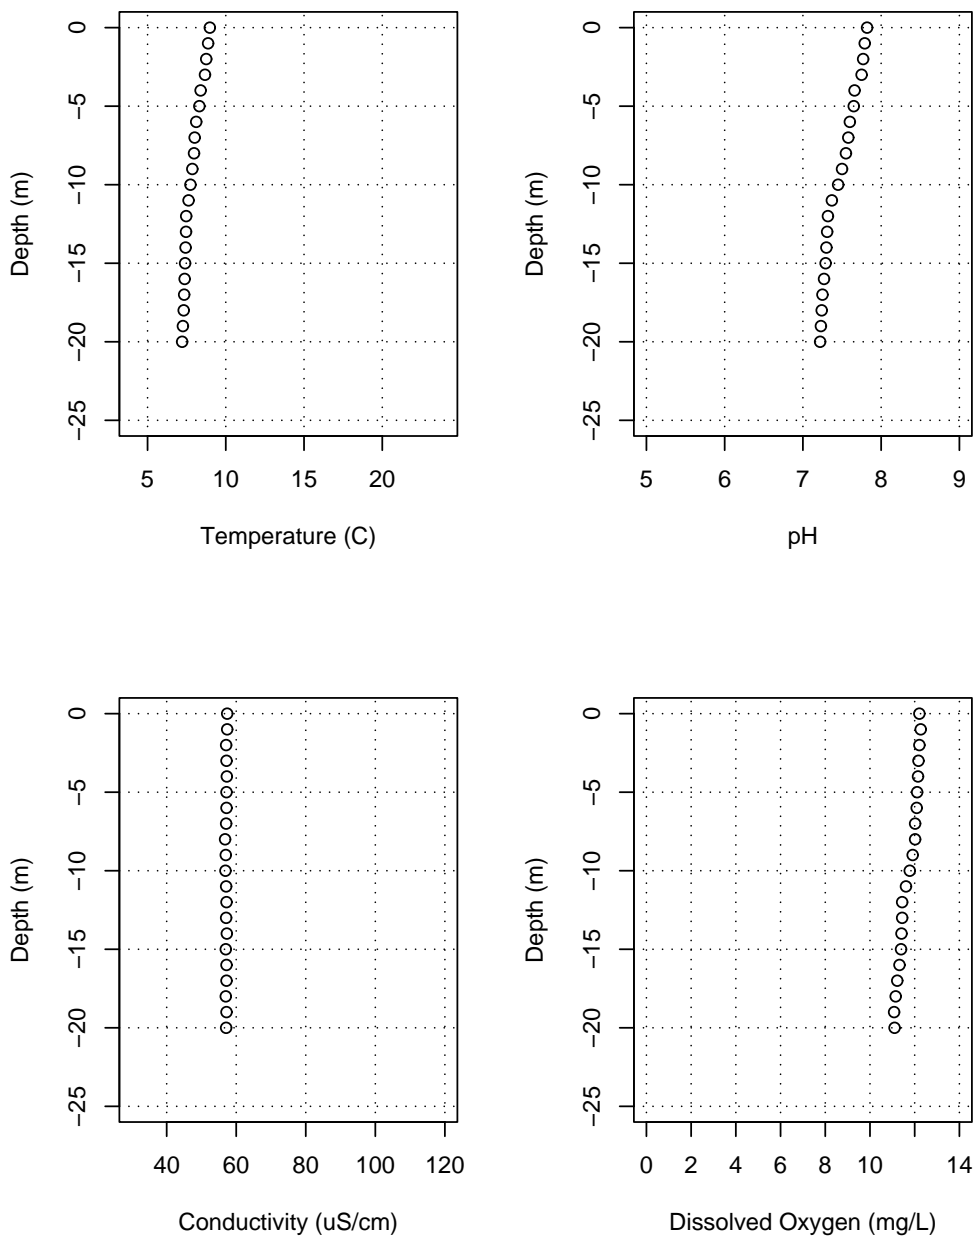 0
−5
−10
−15
−20
−25
Depth (m)
5 10 15 20
Temperature (C)
0
−5
−10
−15
−20
−25
Depth (m)
5 6 7 8 9
pH
0
−5
−10
−15
−20
−25
Depth (m)
40 60 80 100 120
Conductivity (uS/cm)
0
−5
−10
−15
−20
−25
Depth (m)
0 2 4 6 8 10 14
Dissolved Oxygen (mg/L)